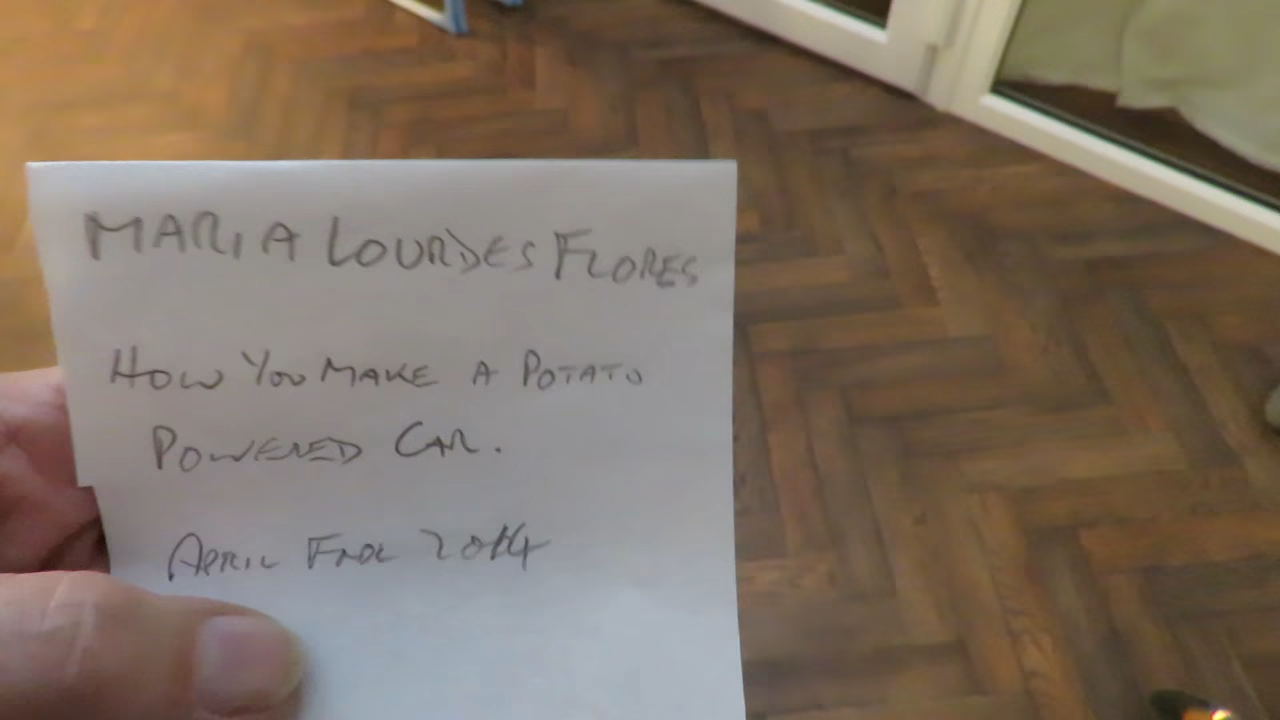 MARIA LOURDES FLORES
HOW YOU MAKE A POTATO
POWERED CAR.
APRIL FOOL 2014